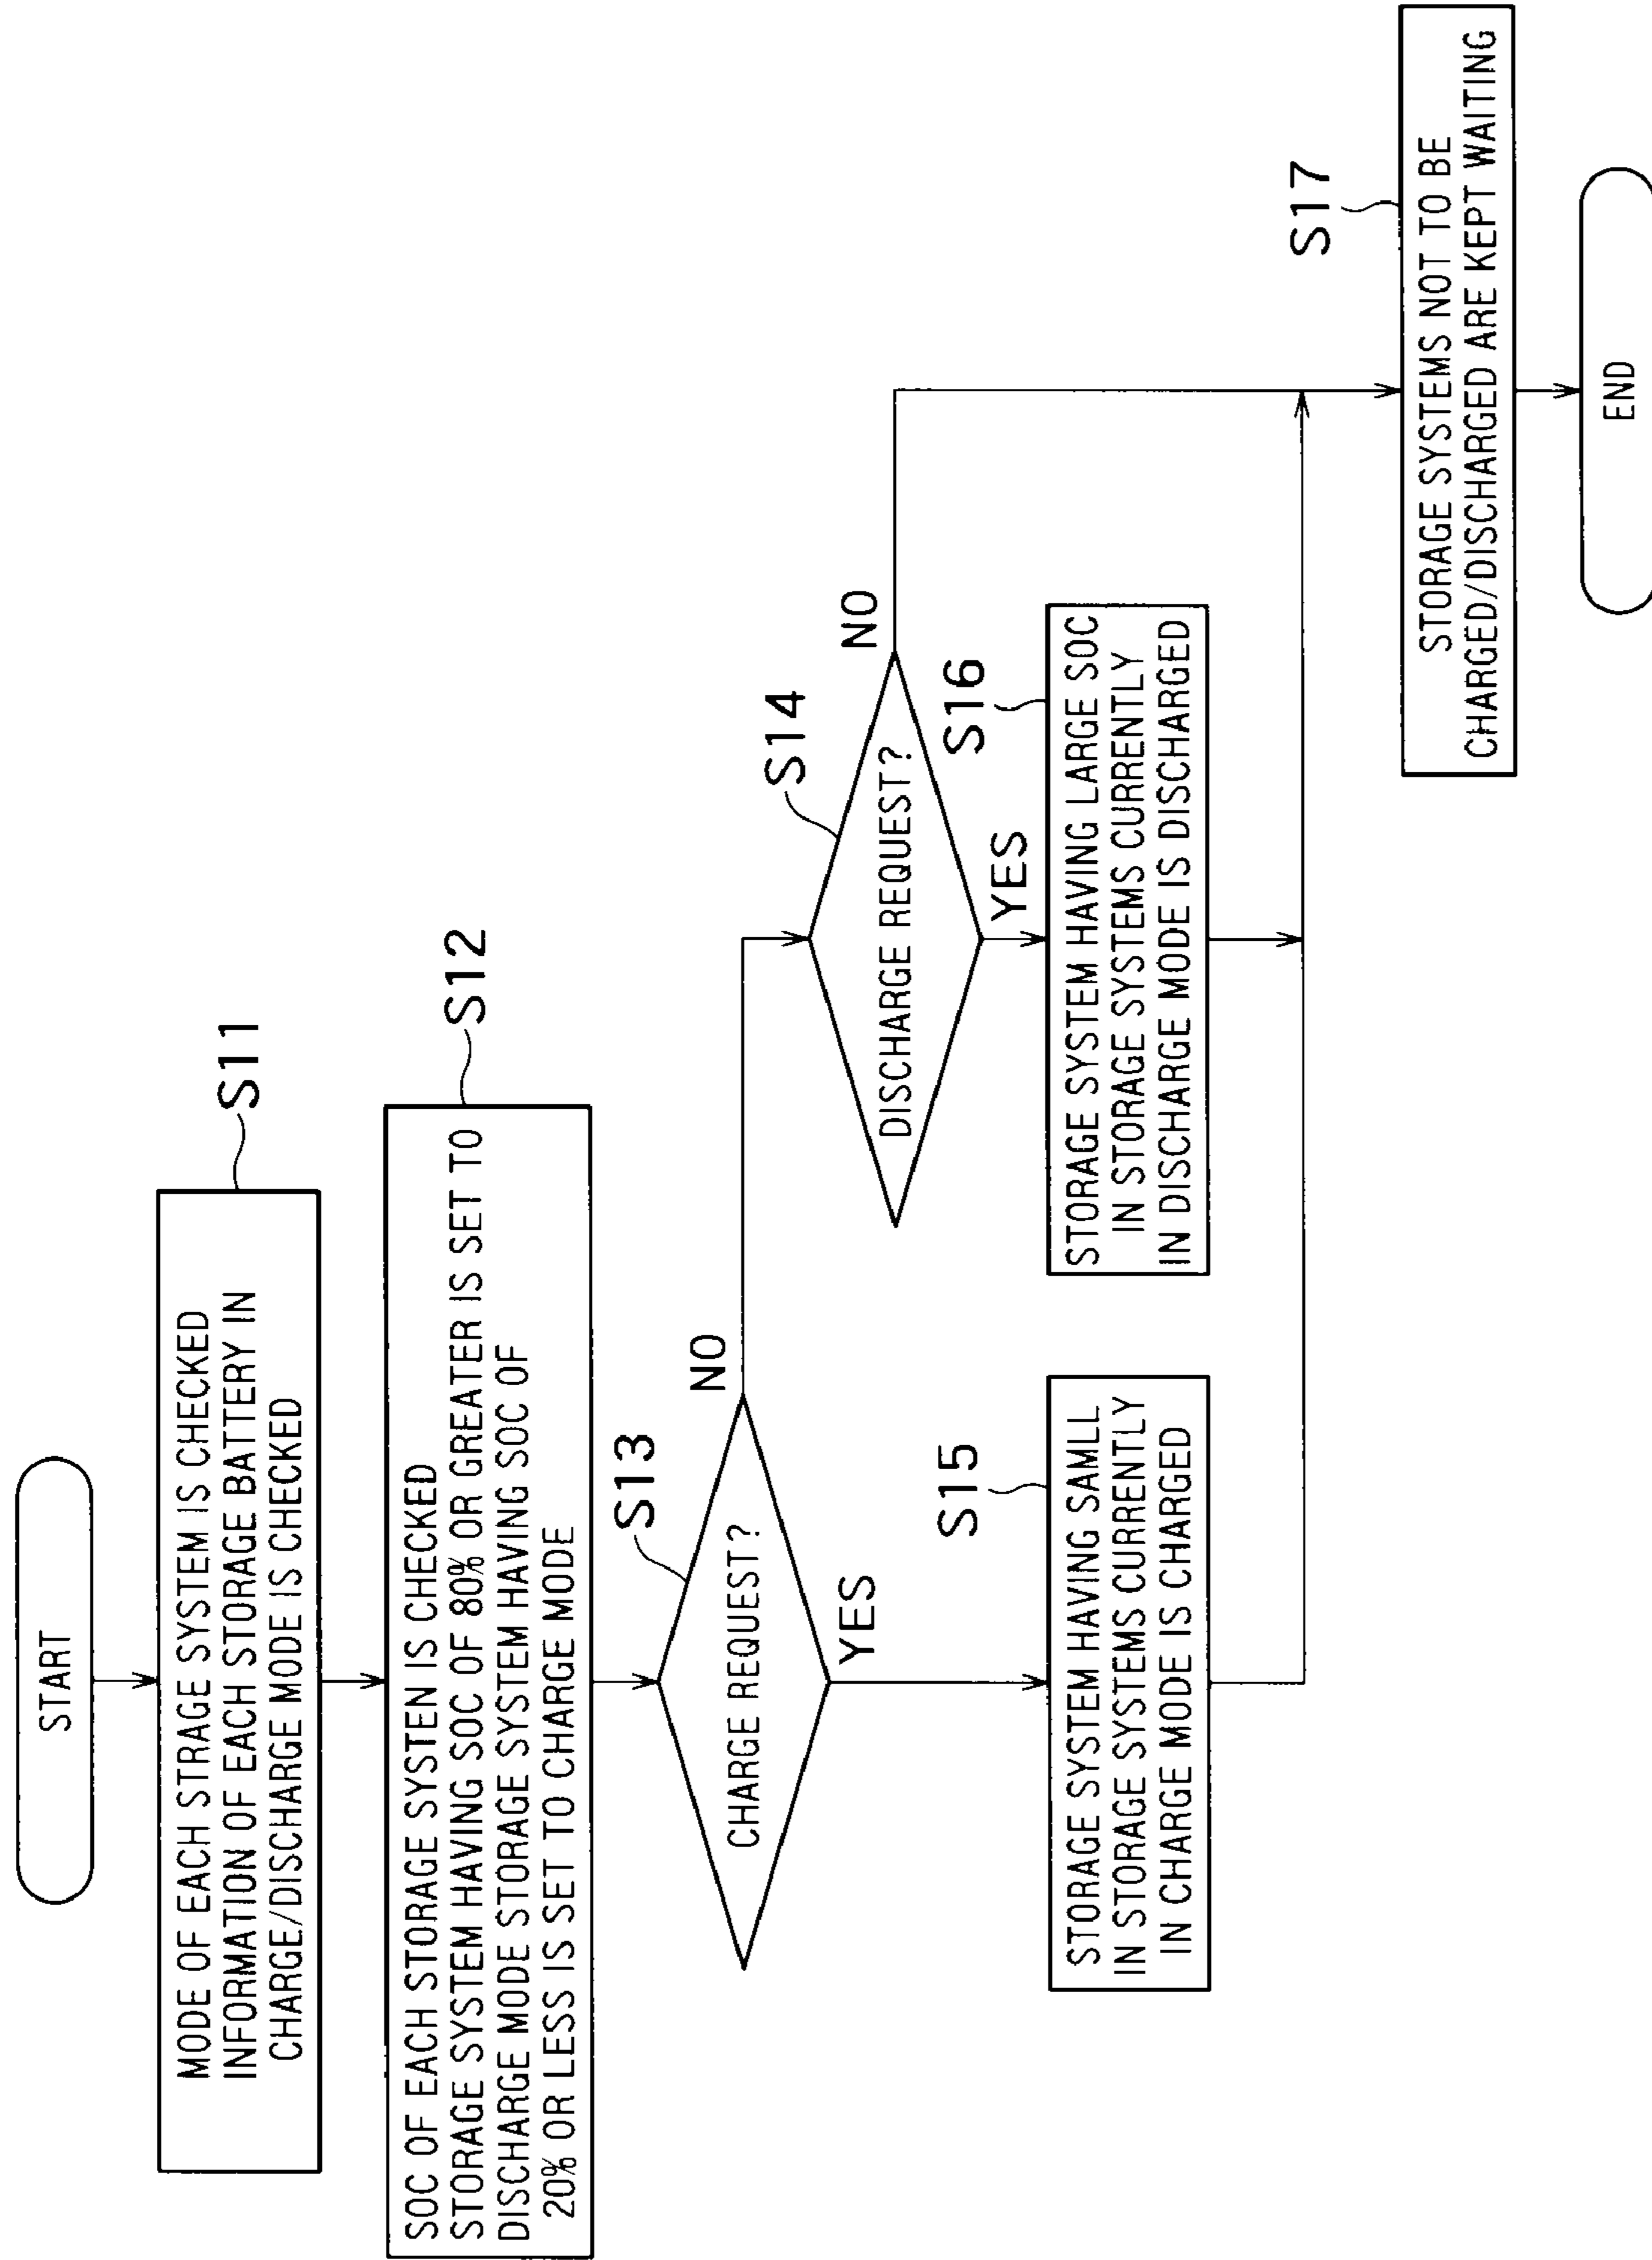 START
MODE OF EACH STRAGE SYSTEM IS CHECKED
INFORMATION OF EACH STORAGE BATTERY IN
CHARGE/DISCHARGE MODE IS CHECKED
S11
SOC OF EACH STORAGE SYSTEN IS CHECKED
STORAGE SYSTEM HAVING SOC OF 80% OR GREATER IS SET TO
DISCHARGE MODE STORAGE SYSTEM HAVING SOC OF
20% OR LESS IS SET TO CHARGE MODE
S12
CHARGE REQUEST?
S13
NO
YES
DISCHARGE REQUEST?
S14
NO
YES
STORAGE SYSTEM HAVING SAMLL
IN STORAGE SYSTEMS CURRENTLY
IN CHARGE MODE IS CHARGED
S15
STORAGE SYSTEM HAVING LARGE SOC
IN STORAGE SYSTEMS CURRENTLY
IN DISCHARGE MODE IS DISCHARGED
S16
STORAGE SYSTEMS NOT TO BE
CHARGED/DISCHARGED ARE KEPT WAITING
S17
END